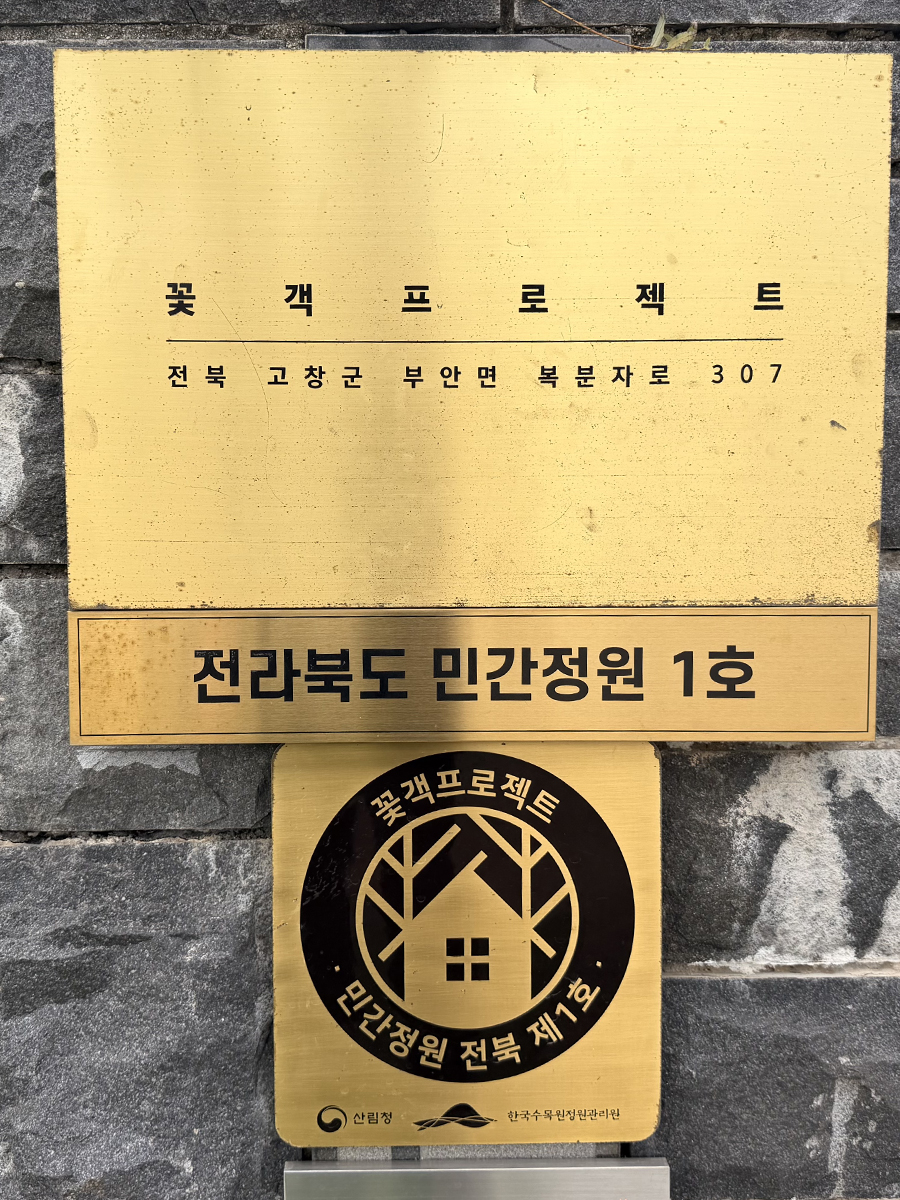 꽃객프로젝트
전북 고창군 부안면 복분자로 307
전라북도 민간정원 1호
꽃객프로젝트
· 민간정원 전북 제1호 ·
산림청
한국수목원정원관리원